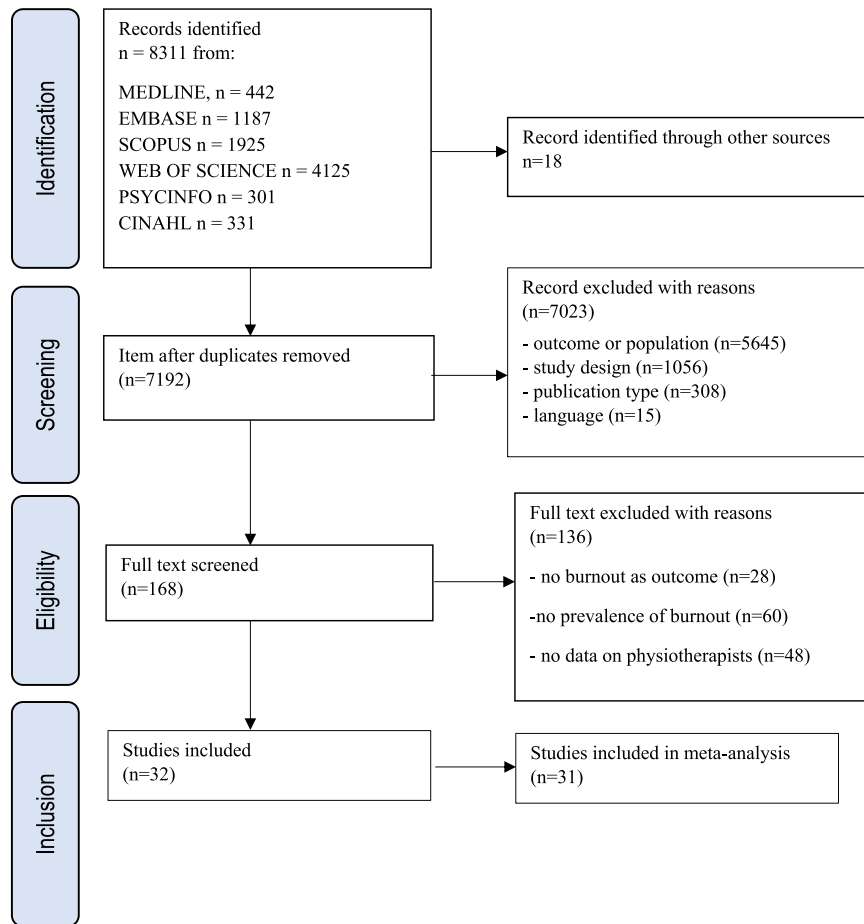 Identification
Records identified
n = 8311 from:
MEDLINE, n = 442
EMBASE n = 1187
SCOPUS n = 1925
WEB OF SCIENCE n = 4125
PSYCINFO n = 301
CINAHL n = 331
Record identified through other sources
n=18
Screening
Item after duplicates removed
(n=7192)
Record excluded with reasons
(n=7023)
- outcome or population (n=5645)
- study design (n=1056)
- publication type (n=308)
- language (n=15)
Eligibility
Full text screened
(n=168)
Full text excluded with reasons
(n=136)
- no burnout as outcome (n=28)
-no prevalence of burnout (n=60)
- no data on physiotherapists (n=48)
Inclusion
Studies included
(n=32)
Studies included in meta-analysis
(n=31)